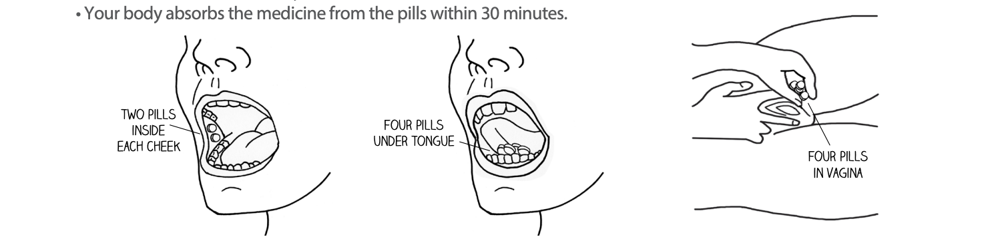 • Your body absorbs the medicine from the pills within 30 minutes.
TWO PILLS
INSIDE
EACH CHEEK
FOUR PILLS
UNDER TONGUE
FOUR PILLS
IN VAGINA